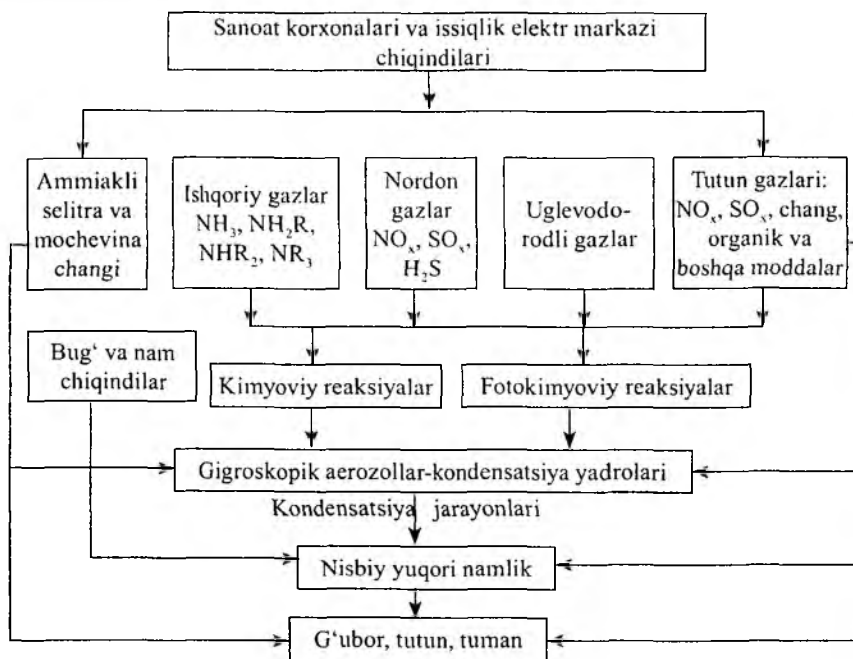 Sanoat korxonalari va issiqlik elektr markazi
chiqindilari
Ammiakli
selitra va
mochevina
changi
Ishqoriy gazlar
NH₃, NH₂R,
NHR₂, NR₃
Nordon
gazlar
NOₓ, SOₓ,
H₂S
Uglevodo-
rodli gazlar
Tutun gazlari:
NOₓ, SOₓ, chang,
organik va
boshqa moddalar
Bug‘ va nam
chiqindilar
Kimyoviy reaksiyalar
Fotokimyoviy reaksiyalar
Gigroskopik aerozollar-kondensatsiya yadrolari
Kondensatsiya jarayonlari
Nisbiy yuqori namlik
G‘ubor, tutun, tuman